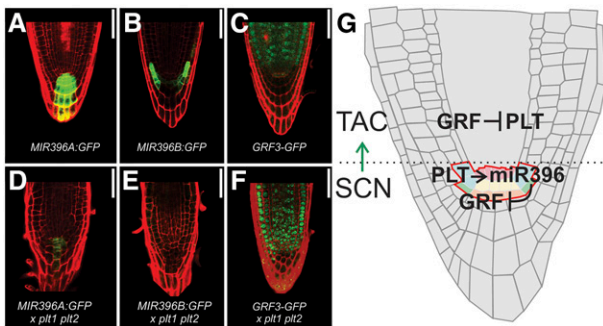 A
B
C
G
MIR396A:GFP
MIR396B:GFP
GRF3-GFP
D
E
F
MIR396A:GFP
x plt1 plt2
MIR396B:GFP
x plt1 plt2
GRF3-GFP
x plt1 plt2
TAC
SCN
GRF⊣PLT
PLT→miR396
GRF